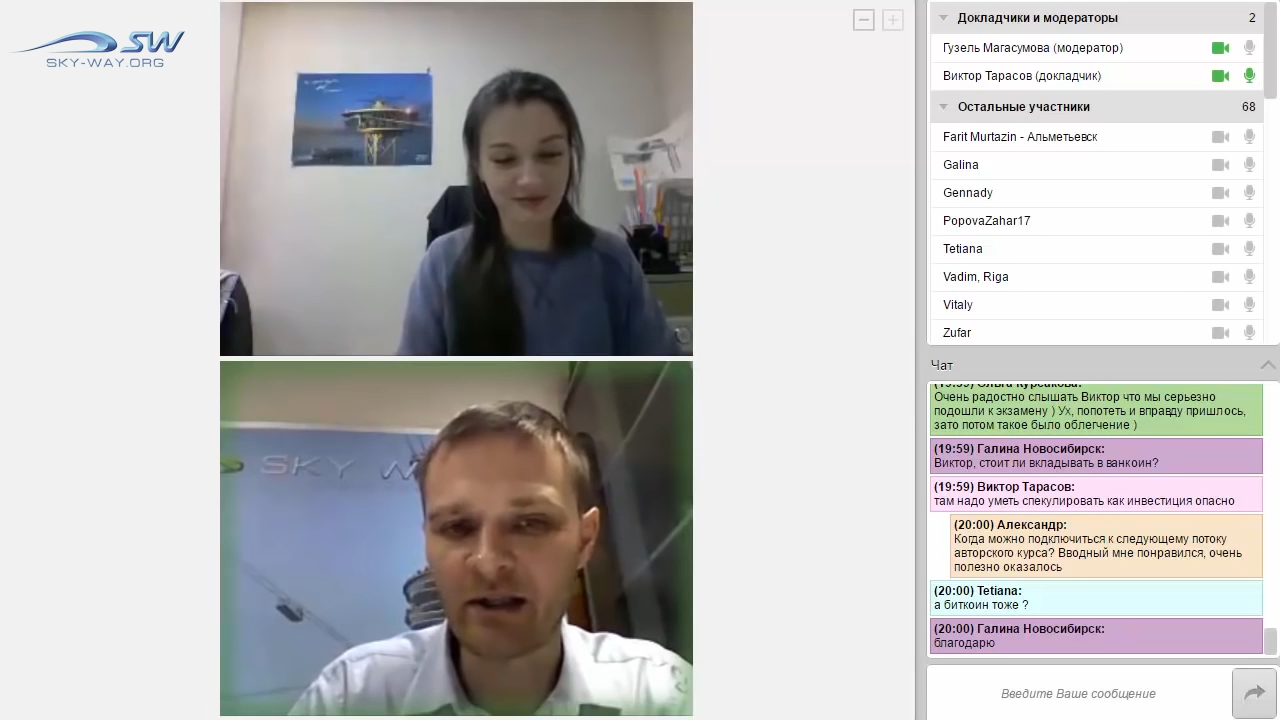 SW
SKY-WAY.ORG
SKY W
Докладчики и модераторы 2
Гузель Магасумова (модератор)
Виктор Тарасов (докладчик)
Остальные участники 68
Farit Murtazin - Альметьевск
Galina
Gennady
PopovaZahar17
Tetiana
Vadim, Riga
Vitaly
Zufar
Чат
(19:59) Ольга Курсакова:
Очень радостно слышать Виктор что мы серьезно
подошли к экзамену ) Ух, попотеть и вправду пришлось,
зато потом такое было облегчение )
(19:59) Галина Новосибирск:
Виктор, стоит ли вкладывать в ванкоин?
(19:59) Виктор Тарасов:
там надо уметь спекулировать как инвестиция опасно
(20:00) Александр:
Когда можно подключиться к следующему потоку
авторского курса? Вводный мне понравился, очень
полезно оказалось
(20:00) Tetiana:
а биткоин тоже ?
(20:00) Галина Новосибирск:
благодарю
Введите Ваше сообщение